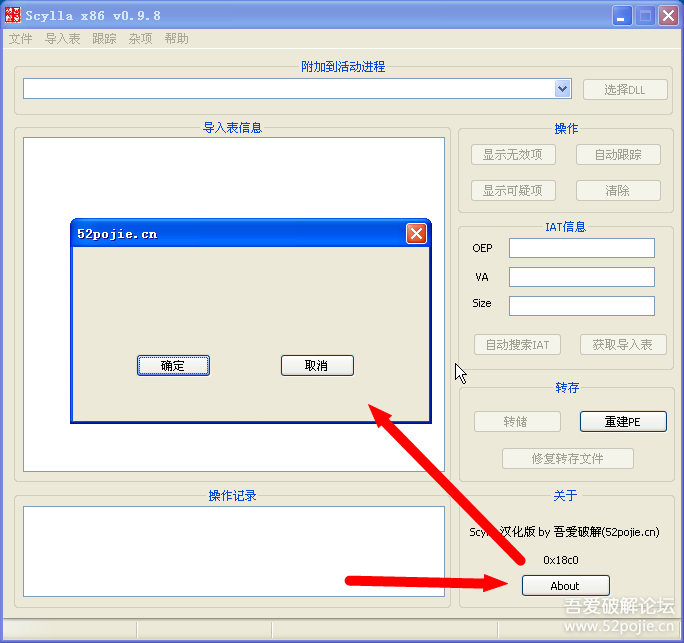 Scylla x86 v0.9.8
文件 导入表 跟踪 杂项 帮助
附加到活动进程
选择DLL
导入表信息
操作
显示无效项 自动跟踪
显示可疑项 清除
52pojie.cn
确定 取消
IAT信息
OEP
VA
Size
自动搜索IAT 获取导入表
转存
转储 重建PE
修复转存文件
操作记录
关于
Scylla汉化版 by 吾爱破解(52pojie.cn)
0x18c0
About
吾爱破解论坛
www.52pojie.cn